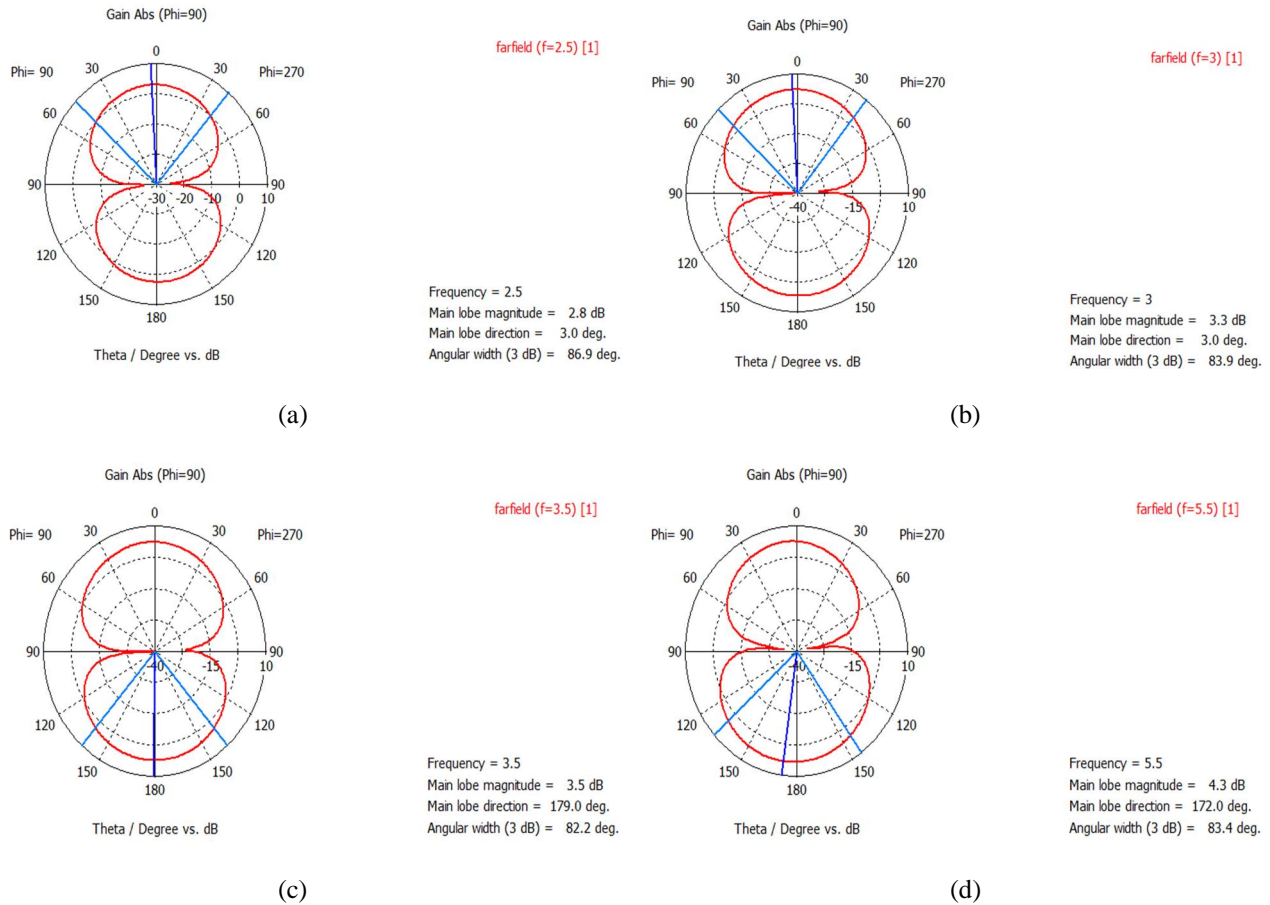 Gain Abs (Phi=90)
farfield (f=2.5) [1]
0
Phi= 90 30 30 Phi=270
60 60
90 -30 -20 -10 0 10 90
120 120
150 150
180
Frequency = 2.5
Main lobe magnitude = 2.8 dB
Main lobe direction = 3.0 deg.
Angular width (3 dB) = 86.9 deg.
Theta / Degree vs. dB
(a)
Gain Abs (Phi=90)
farfield (f=3) [1]
0
Phi= 90 30 30 Phi=270
60 60
90 -40 -15 10 90
120 120
150 150
180
Frequency = 3
Main lobe magnitude = 3.3 dB
Main lobe direction = 3.0 deg.
Angular width (3 dB) = 83.9 deg.
Theta / Degree vs. dB
(b)
Gain Abs (Phi=90)
farfield (f=3.5) [1]
0
Phi= 90 30 30 Phi=270
60 60
90 -40 -15 10 90
120 120
150 150
180
Frequency = 3.5
Main lobe magnitude = 3.5 dB
Main lobe direction = 179.0 deg.
Angular width (3 dB) = 82.2 deg.
Theta / Degree vs. dB
(c)
Gain Abs (Phi=90)
farfield (f=5.5) [1]
0
Phi= 90 30 30 Phi=270
60 60
90 -40 -15 10 90
120 120
150 150
180
Frequency = 5.5
Main lobe magnitude = 4.3 dB
Main lobe direction = 172.0 deg.
Angular width (3 dB) = 83.4 deg.
Theta / Degree vs. dB
(d)